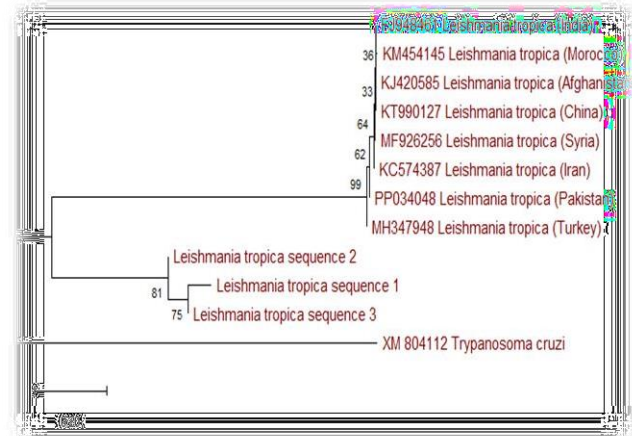 Leishmania tropica (India)
KM454145 Leishmania tropica (Morocco)
36
KJ420585 Leishmania tropica (Afghanistan
33
KT990127 Leishmania tropica (China)
64
MF926256 Leishmania tropica (Syria)
62
KC574387 Leishmania tropica (Iran)
99
PP034048 Leishmania tropica (Pakistan)
MH347948 Leishmania tropica (Turkey)
Leishmania tropica sequence 2
81
Leishmania tropica sequence 1
75
Leishmania tropica sequence 3
XM 804112 Trypanosoma cruzi